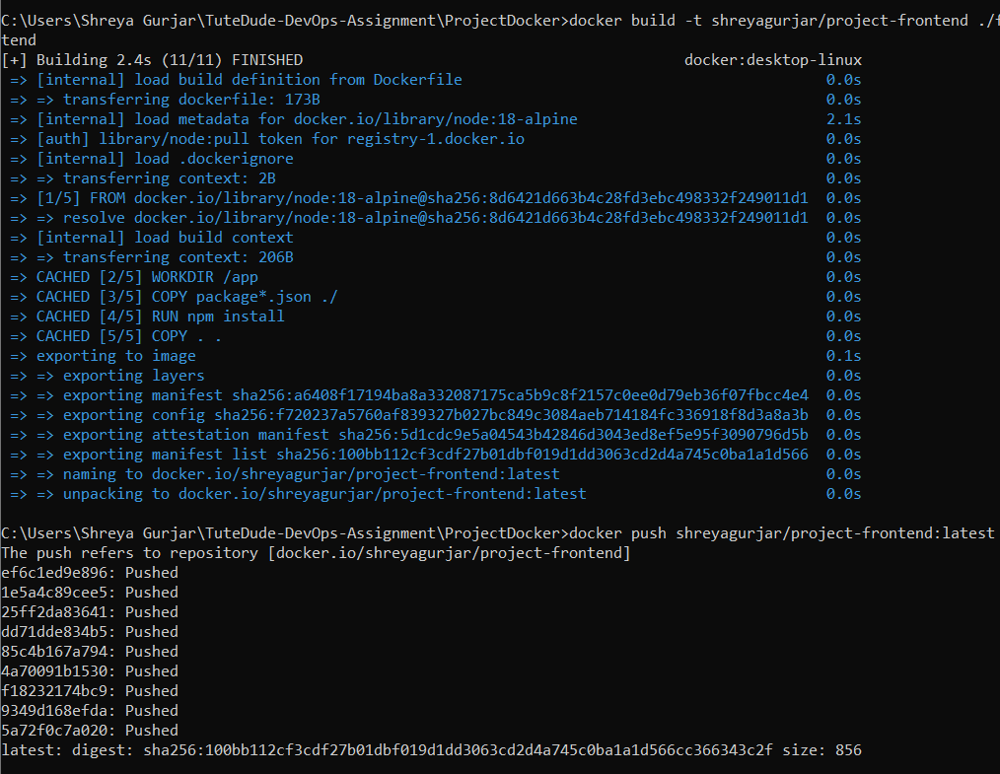 C:\Users\Shreya Gurjar\TuteDude-DevOps-Assignment\ProjectDocker>docker build -t shreyagurjar/project-frontend ./f
tend
[+] Building 2.4s (11/11) FINISHED docker:desktop-linux
=> [internal] load build definition from Dockerfile 0.0s
=> => transferring dockerfile: 173B 0.0s
=> [internal] load metadata for docker.io/library/node:18-alpine 2.1s
=> [auth] library/node:pull token for registry-1.docker.io 0.0s
=> [internal] load .dockerignore 0.0s
=> => transferring context: 2B 0.0s
=> [1/5] FROM docker.io/library/node:18-alpine@sha256:8d6421d663b4c28fd3ebc498332f249011d1 0.0s
=> => resolve docker.io/library/node:18-alpine@sha256:8d6421d663b4c28fd3ebc498332f249011d1 0.0s
=> [internal] load build context 0.0s
=> => transferring context: 206B 0.0s
=> CACHED [2/5] WORKDIR /app 0.0s
=> CACHED [3/5] COPY package*.json ./ 0.0s
=> CACHED [4/5] RUN npm install 0.0s
=> CACHED [5/5] COPY . . 0.0s
=> exporting to image 0.1s
=> => exporting layers 0.0s
=> => exporting manifest sha256:a6408f17194ba8a332087175ca5b9c8f2157c0ee0d79eb36f07fbcc4e4 0.0s
=> => exporting config sha256:f720237a5760af839327b027bc849c3084aeb714184fc336918f8d3a8a3b 0.0s
=> => exporting attestation manifest sha256:5d1cdc9e5a04543b42846d3043ed8ef5e95f3090796d5b 0.0s
=> => exporting manifest list sha256:100bb112cf3cdf27b01dbf019d1dd3063cd2d4a745c0ba1a1d566 0.0s
=> => naming to docker.io/shreyagurjar/project-frontend:latest 0.0s
=> => unpacking to docker.io/shreyagurjar/project-frontend:latest 0.0s
C:\Users\Shreya Gurjar\TuteDude-DevOps-Assignment\ProjectDocker>docker push shreyagurjar/project-frontend:latest
The push refers to repository [docker.io/shreyagurjar/project-frontend]
ef6c1ed9e896: Pushed
1e5a4c89cee5: Pushed
25ff2da83641: Pushed
dd71dde834b5: Pushed
85c4b167a794: Pushed
4a70091b1530: Pushed
f18232174bc9: Pushed
9349d168efda: Pushed
5a72f0c7a020: Pushed
latest: digest: sha256:100bb112cf3cdf27b01dbf019d1dd3063cd2d4a745c0ba1a1d566cc366343c2f size: 856